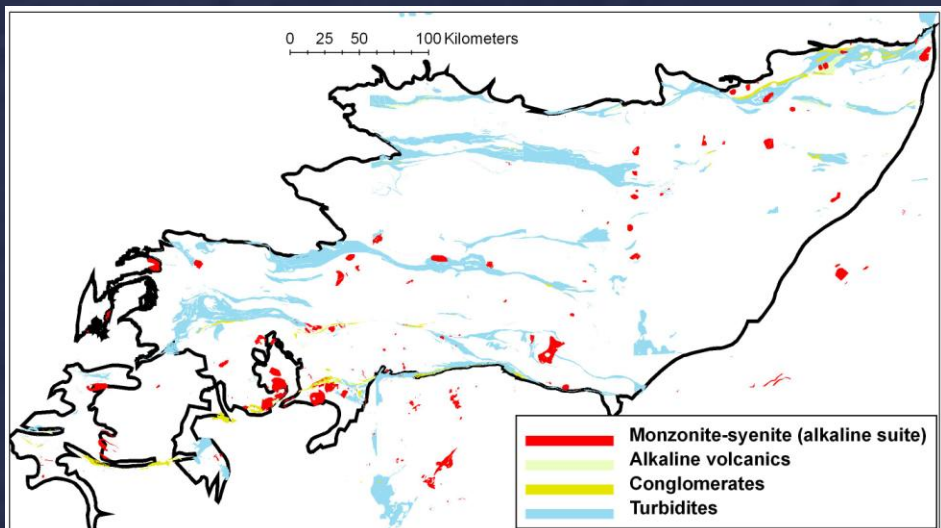 0 25 50 100 Kilometers
Monzonite-syenite (alkaline suite)
Alkaline volcanics
Conglomerates
Turbidites